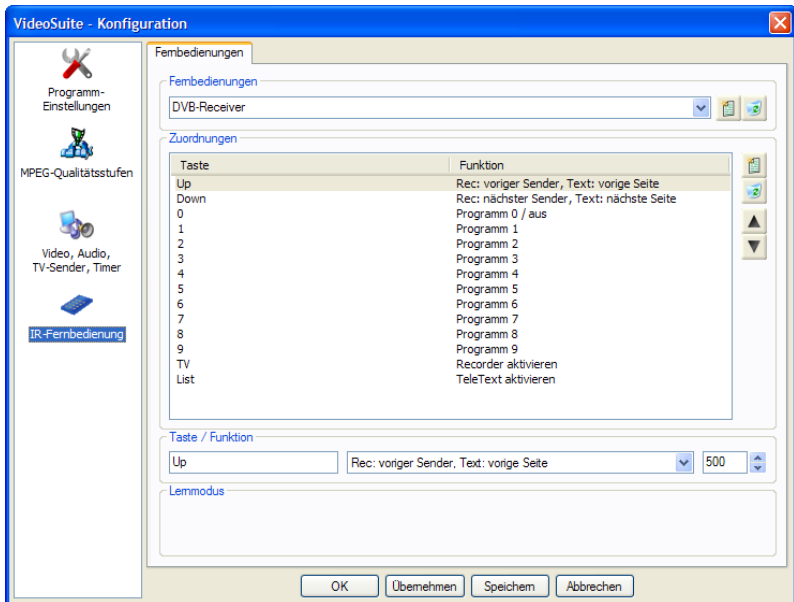 VideoSuite - Konfiguration
Programm-
Einstellungen
MPEG-Qualitätsstufen
Video, Audio,
TV-Sender, Timer
IR-Fernbedienung
Fernbedienungen
Fernbedienungen
DVB-Receiver
Zuordnungen
Taste Funktion
Up Rec: voriger Sender, Text: vorige Seite
Down Rec: nächster Sender, Text: nächste Seite
0 Programm 0 / aus
1 Programm 1
2 Programm 2
3 Programm 3
4 Programm 4
5 Programm 5
6 Programm 6
7 Programm 7
8 Programm 8
9 Programm 9
TV Recorder aktivieren
List TeleText aktivieren
Taste / Funktion
Up Rec: voriger Sender, Text: vorige Seite 500
Lernmodus
OK Übernehmen Speichern Abbrechen